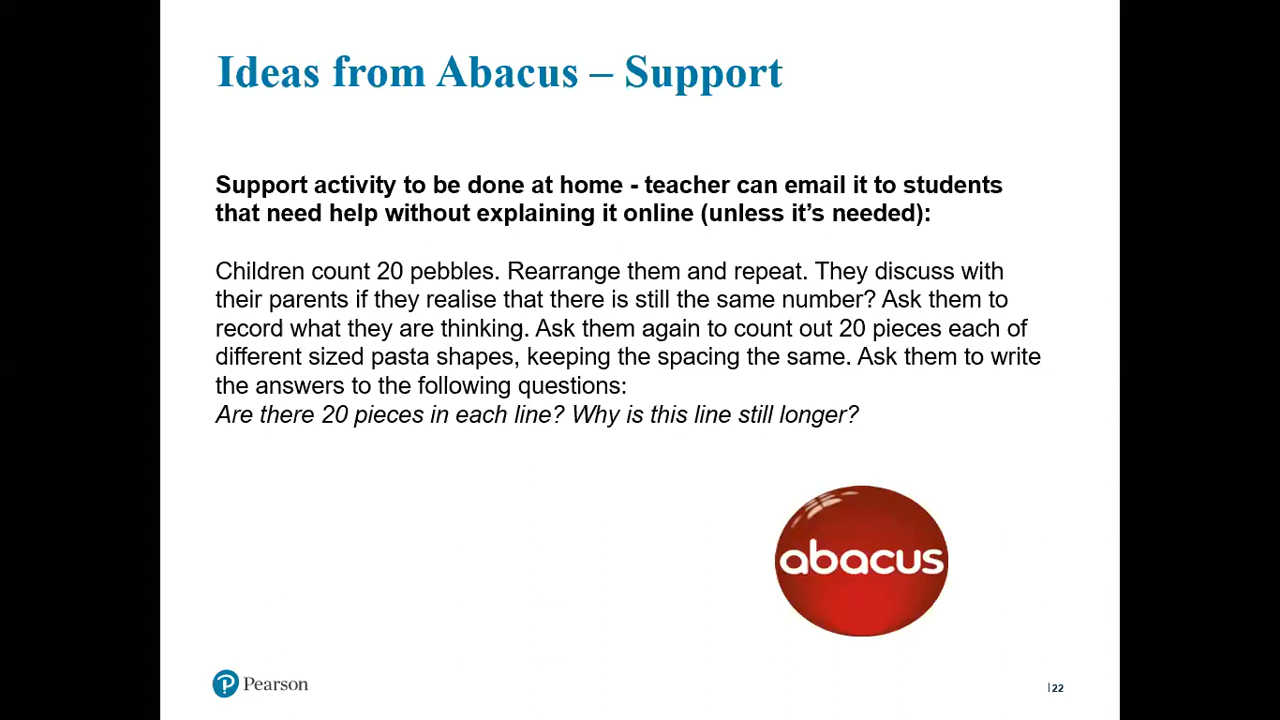 Ideas from Abacus – Support
Support activity to be done at home - teacher can email it to students
that need help without explaining it online (unless it’s needed):
Children count 20 pebbles. Rearrange them and repeat. They discuss with
their parents if they realise that there is still the same number? Ask them to
record what they are thinking. Ask them again to count out 20 pieces each of
different sized pasta shapes, keeping the spacing the same. Ask them to write
the answers to the following questions:
Are there 20 pieces in each line? Why is this line still longer?
abacus
Pearson
| 22